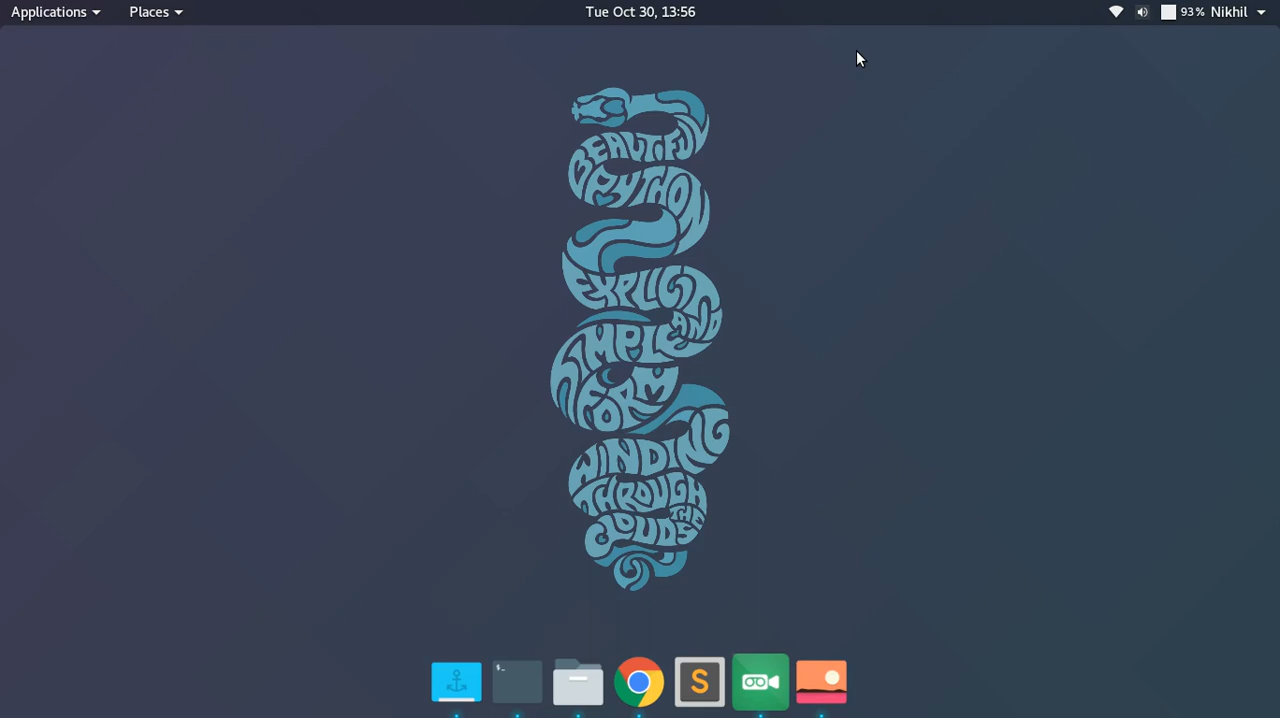 Applications Places Tue Oct 30, 13:56 93% Nikhil
BEAUTIFUL
PYTHON
EXPLICIT
AND
SIMPLE
FORM
WINDING
THROUGH
THE
CLOUDS
$_
S